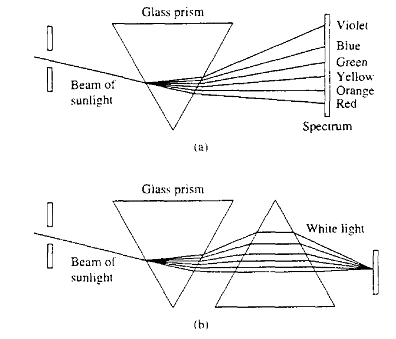 Glass prism
Violet
Blue
Green
Yellow
Orange
Red
Beam of
sunlight
Spectrum
(a)
Glass prism
White light
Beam of
sunlight
(b)